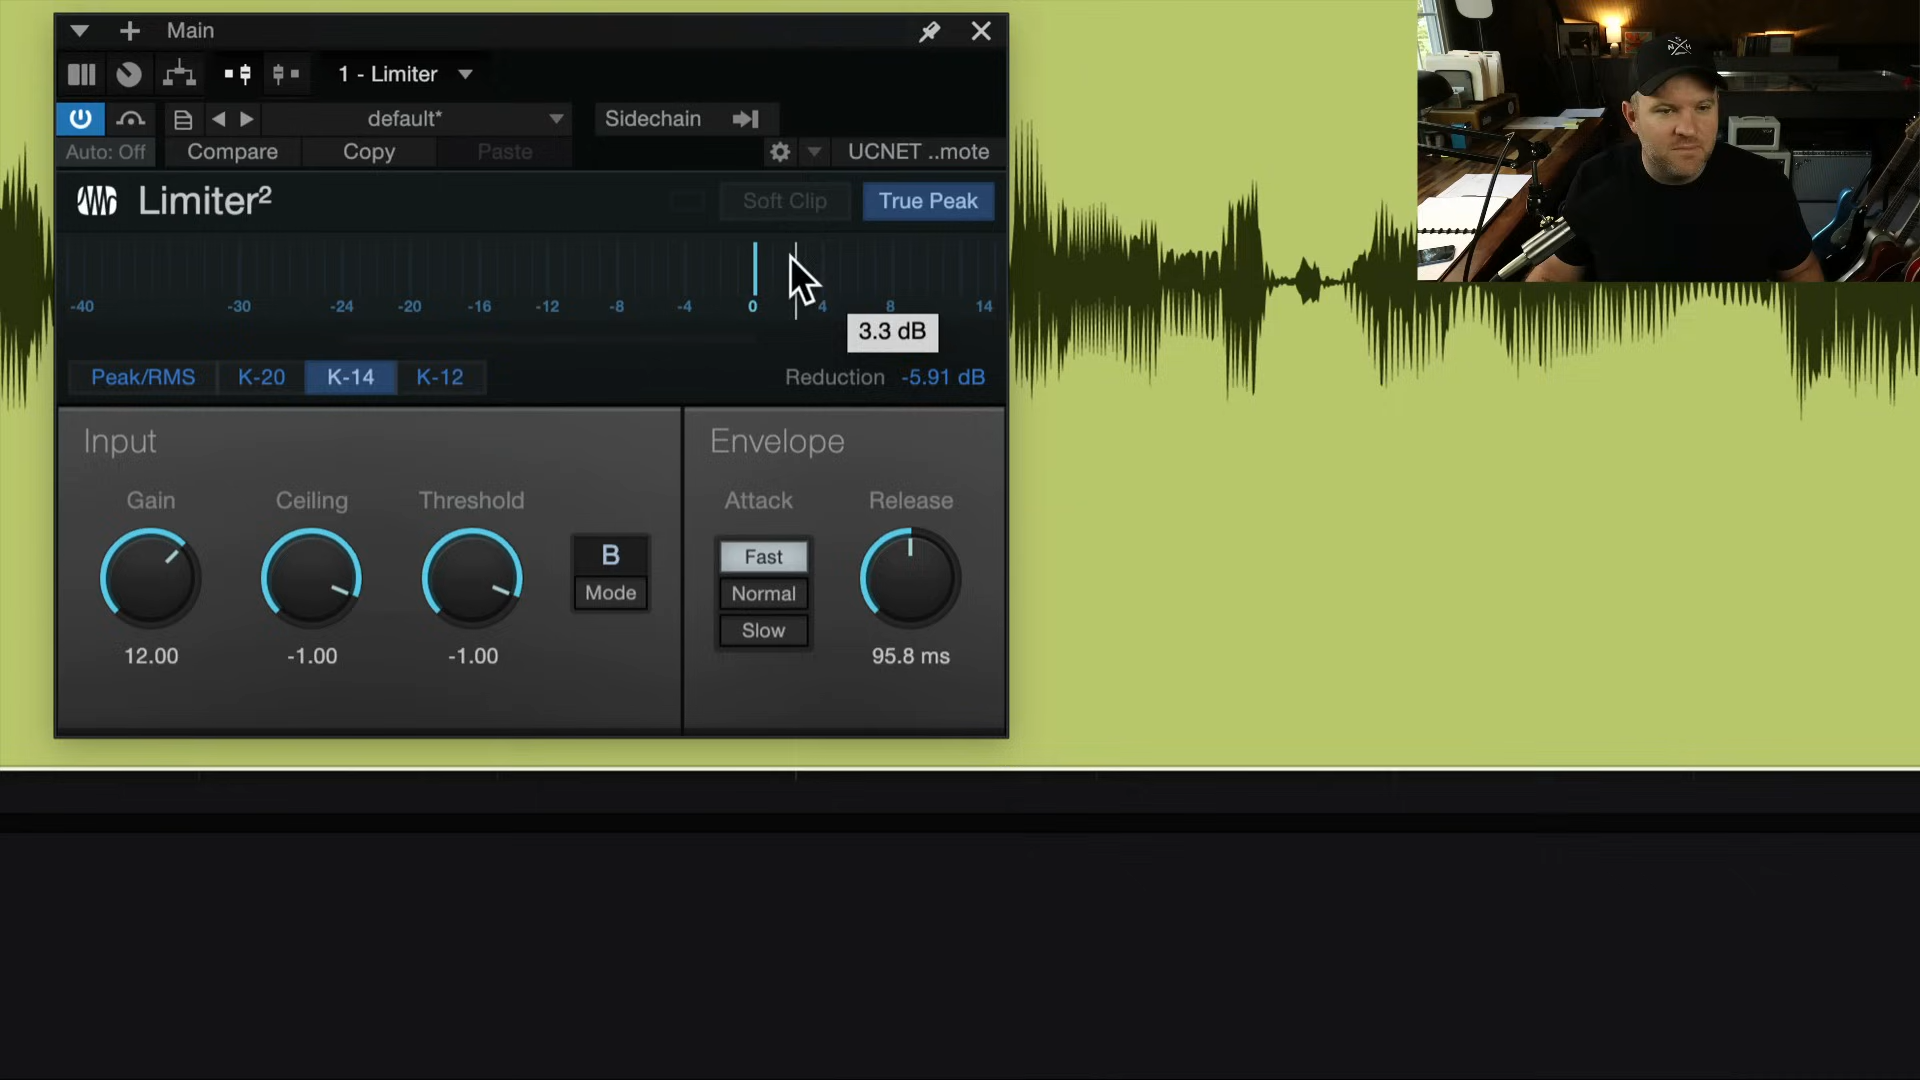 Main
1 - Limiter
default*
Sidechain
Auto: Off
Compare
Copy
Paste
UCNET ..mote
Limiter²
Soft Clip
True Peak
-40 -30 -24 -20 -16 -12 -8 -4 0 4 8 14
3.3 dB
Peak/RMS
K-20
K-14
K-12
Reduction -5.91 dB
Input
Envelope
Gain
Ceiling
Threshold
Attack
Release
B
Mode
Fast
Normal
Slow
12.00
-1.00
-1.00
95.8 ms